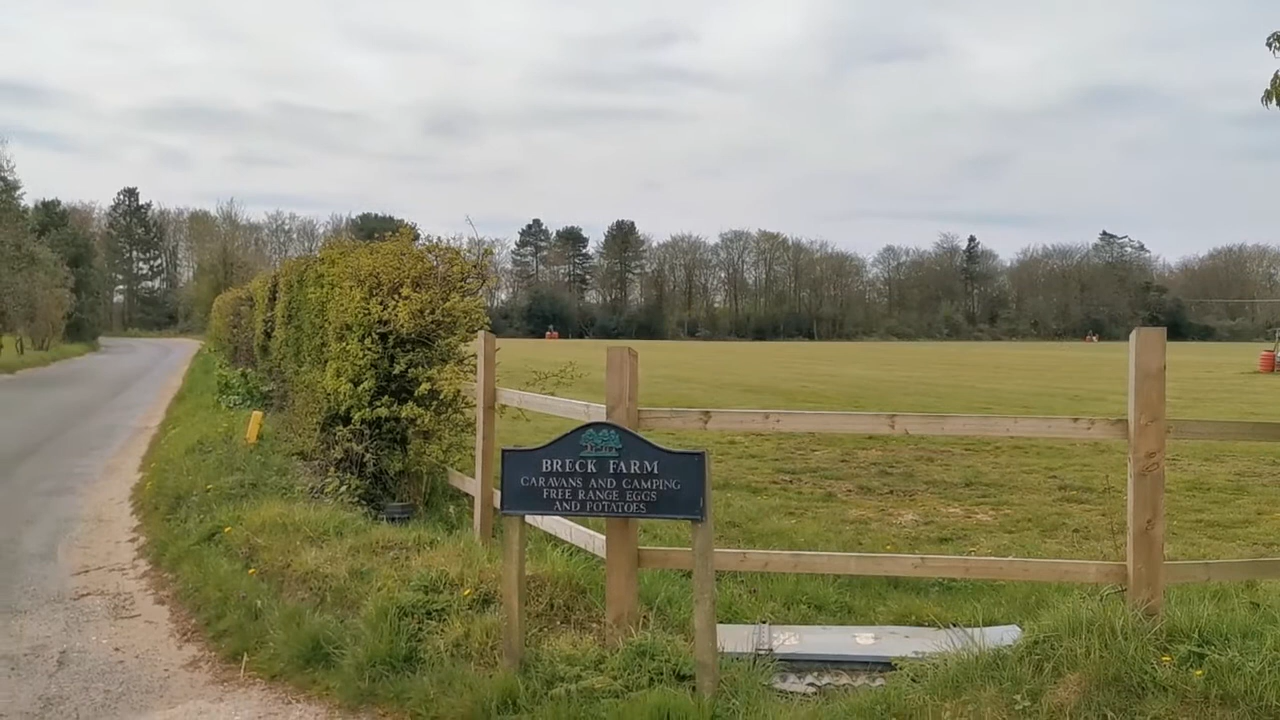 BRECK FARM
CARAVANS AND CAMPING
FREE RANGE EGGS
AND POTATOES